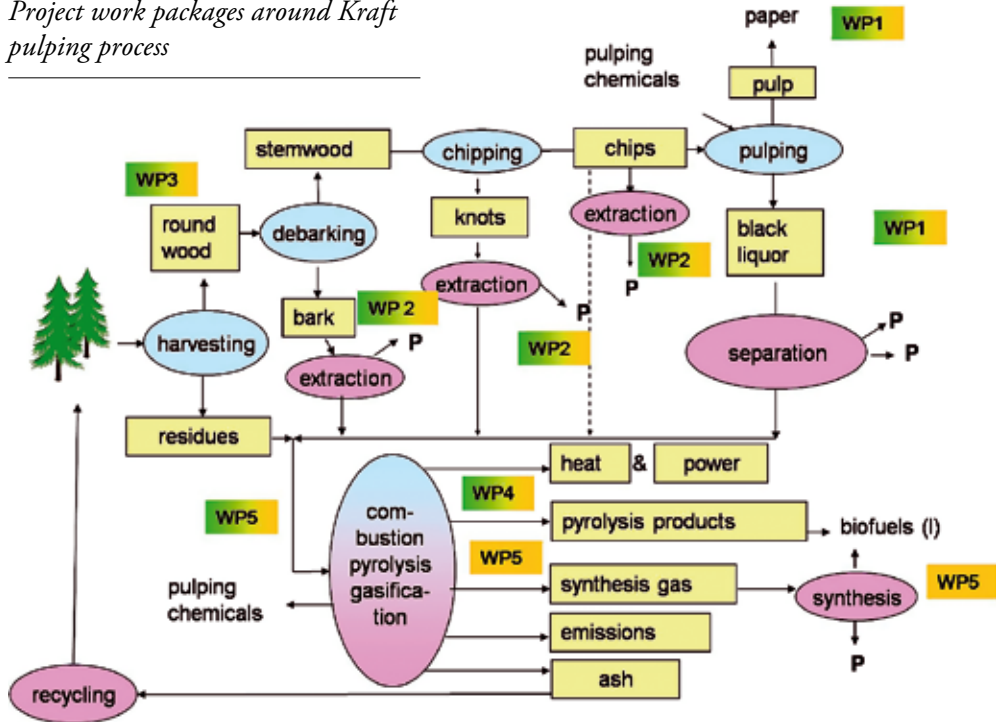 Project work packages around Kraft
pulping process
paper
WP1
pulping
chemicals
pulp
stemwood
chipping
chips
pulping
WP3
round
wood
debarking
knots
extraction
black
liquor
WP1
WP2
P
extraction
P
bark
WP 2
P
WP2
harvesting
extraction
separation
P
P
residues
heat
&
power
WP4
WP5
com-
bustion
pyrolysis
gasifica-
tion
pyrolysis products
biofuels (l)
WP5
pulping
chemicals
synthesis gas
synthesis
WP5
emissions
P
ash
recycling